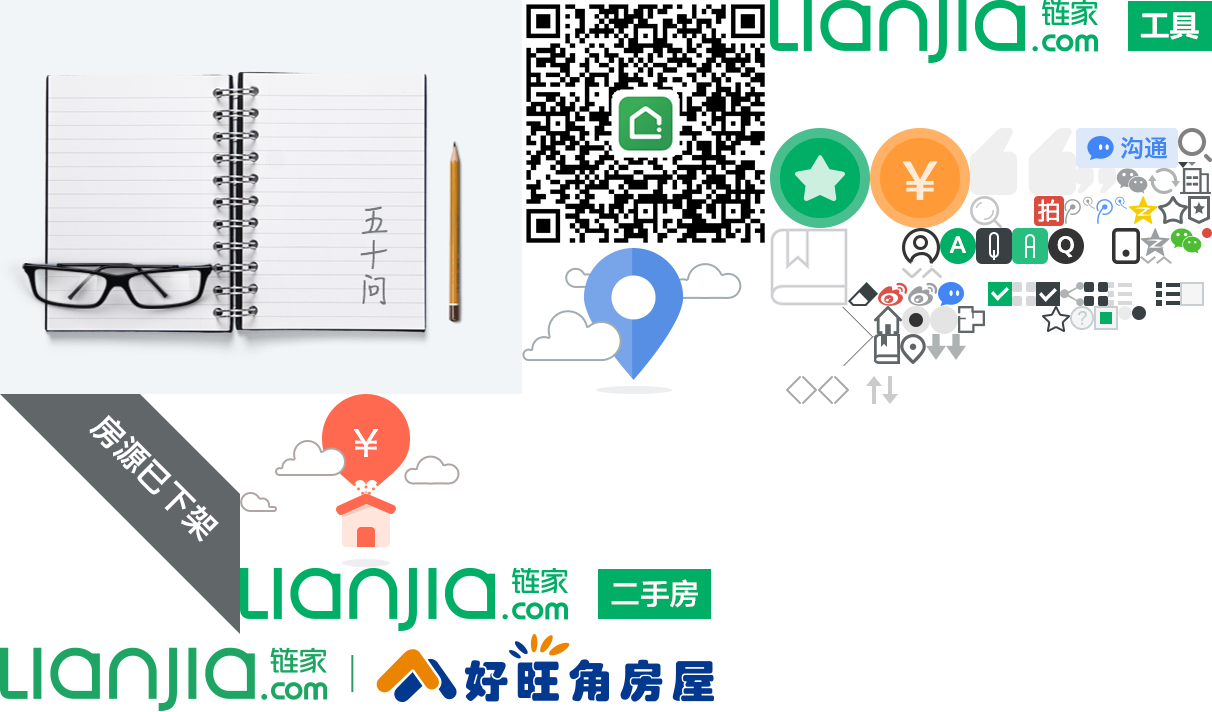 Lianjia 链家 .com 工具
¥
沟通
拍
五十问
A Q A Q
?
房源已下架
¥
Lianjia 链家 .com 二手房
Lianjia 链家 .com | 好旺角房屋